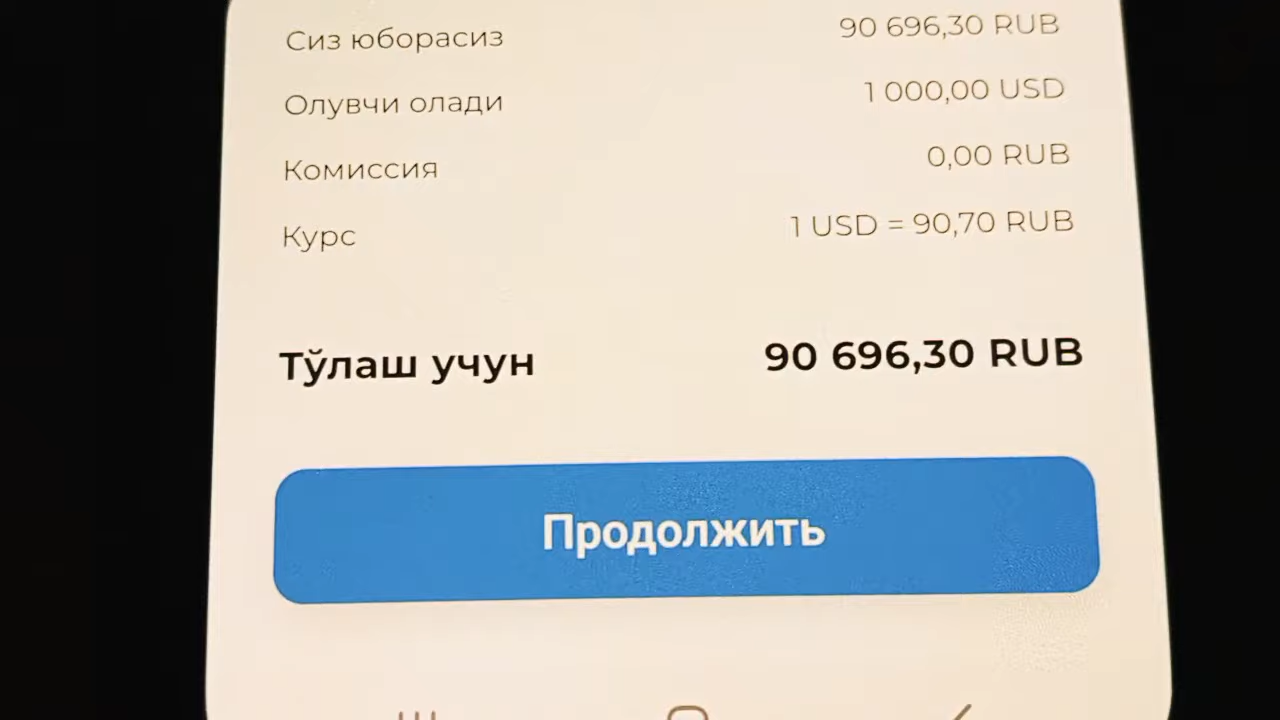 Сиз юборасиз 90 696,30 RUB
Олувчи олади 1 000,00 USD
Комиссия 0,00 RUB
Курс 1 USD = 90,70 RUB
Тўлаш учун 90 696,30 RUB
Продолжить